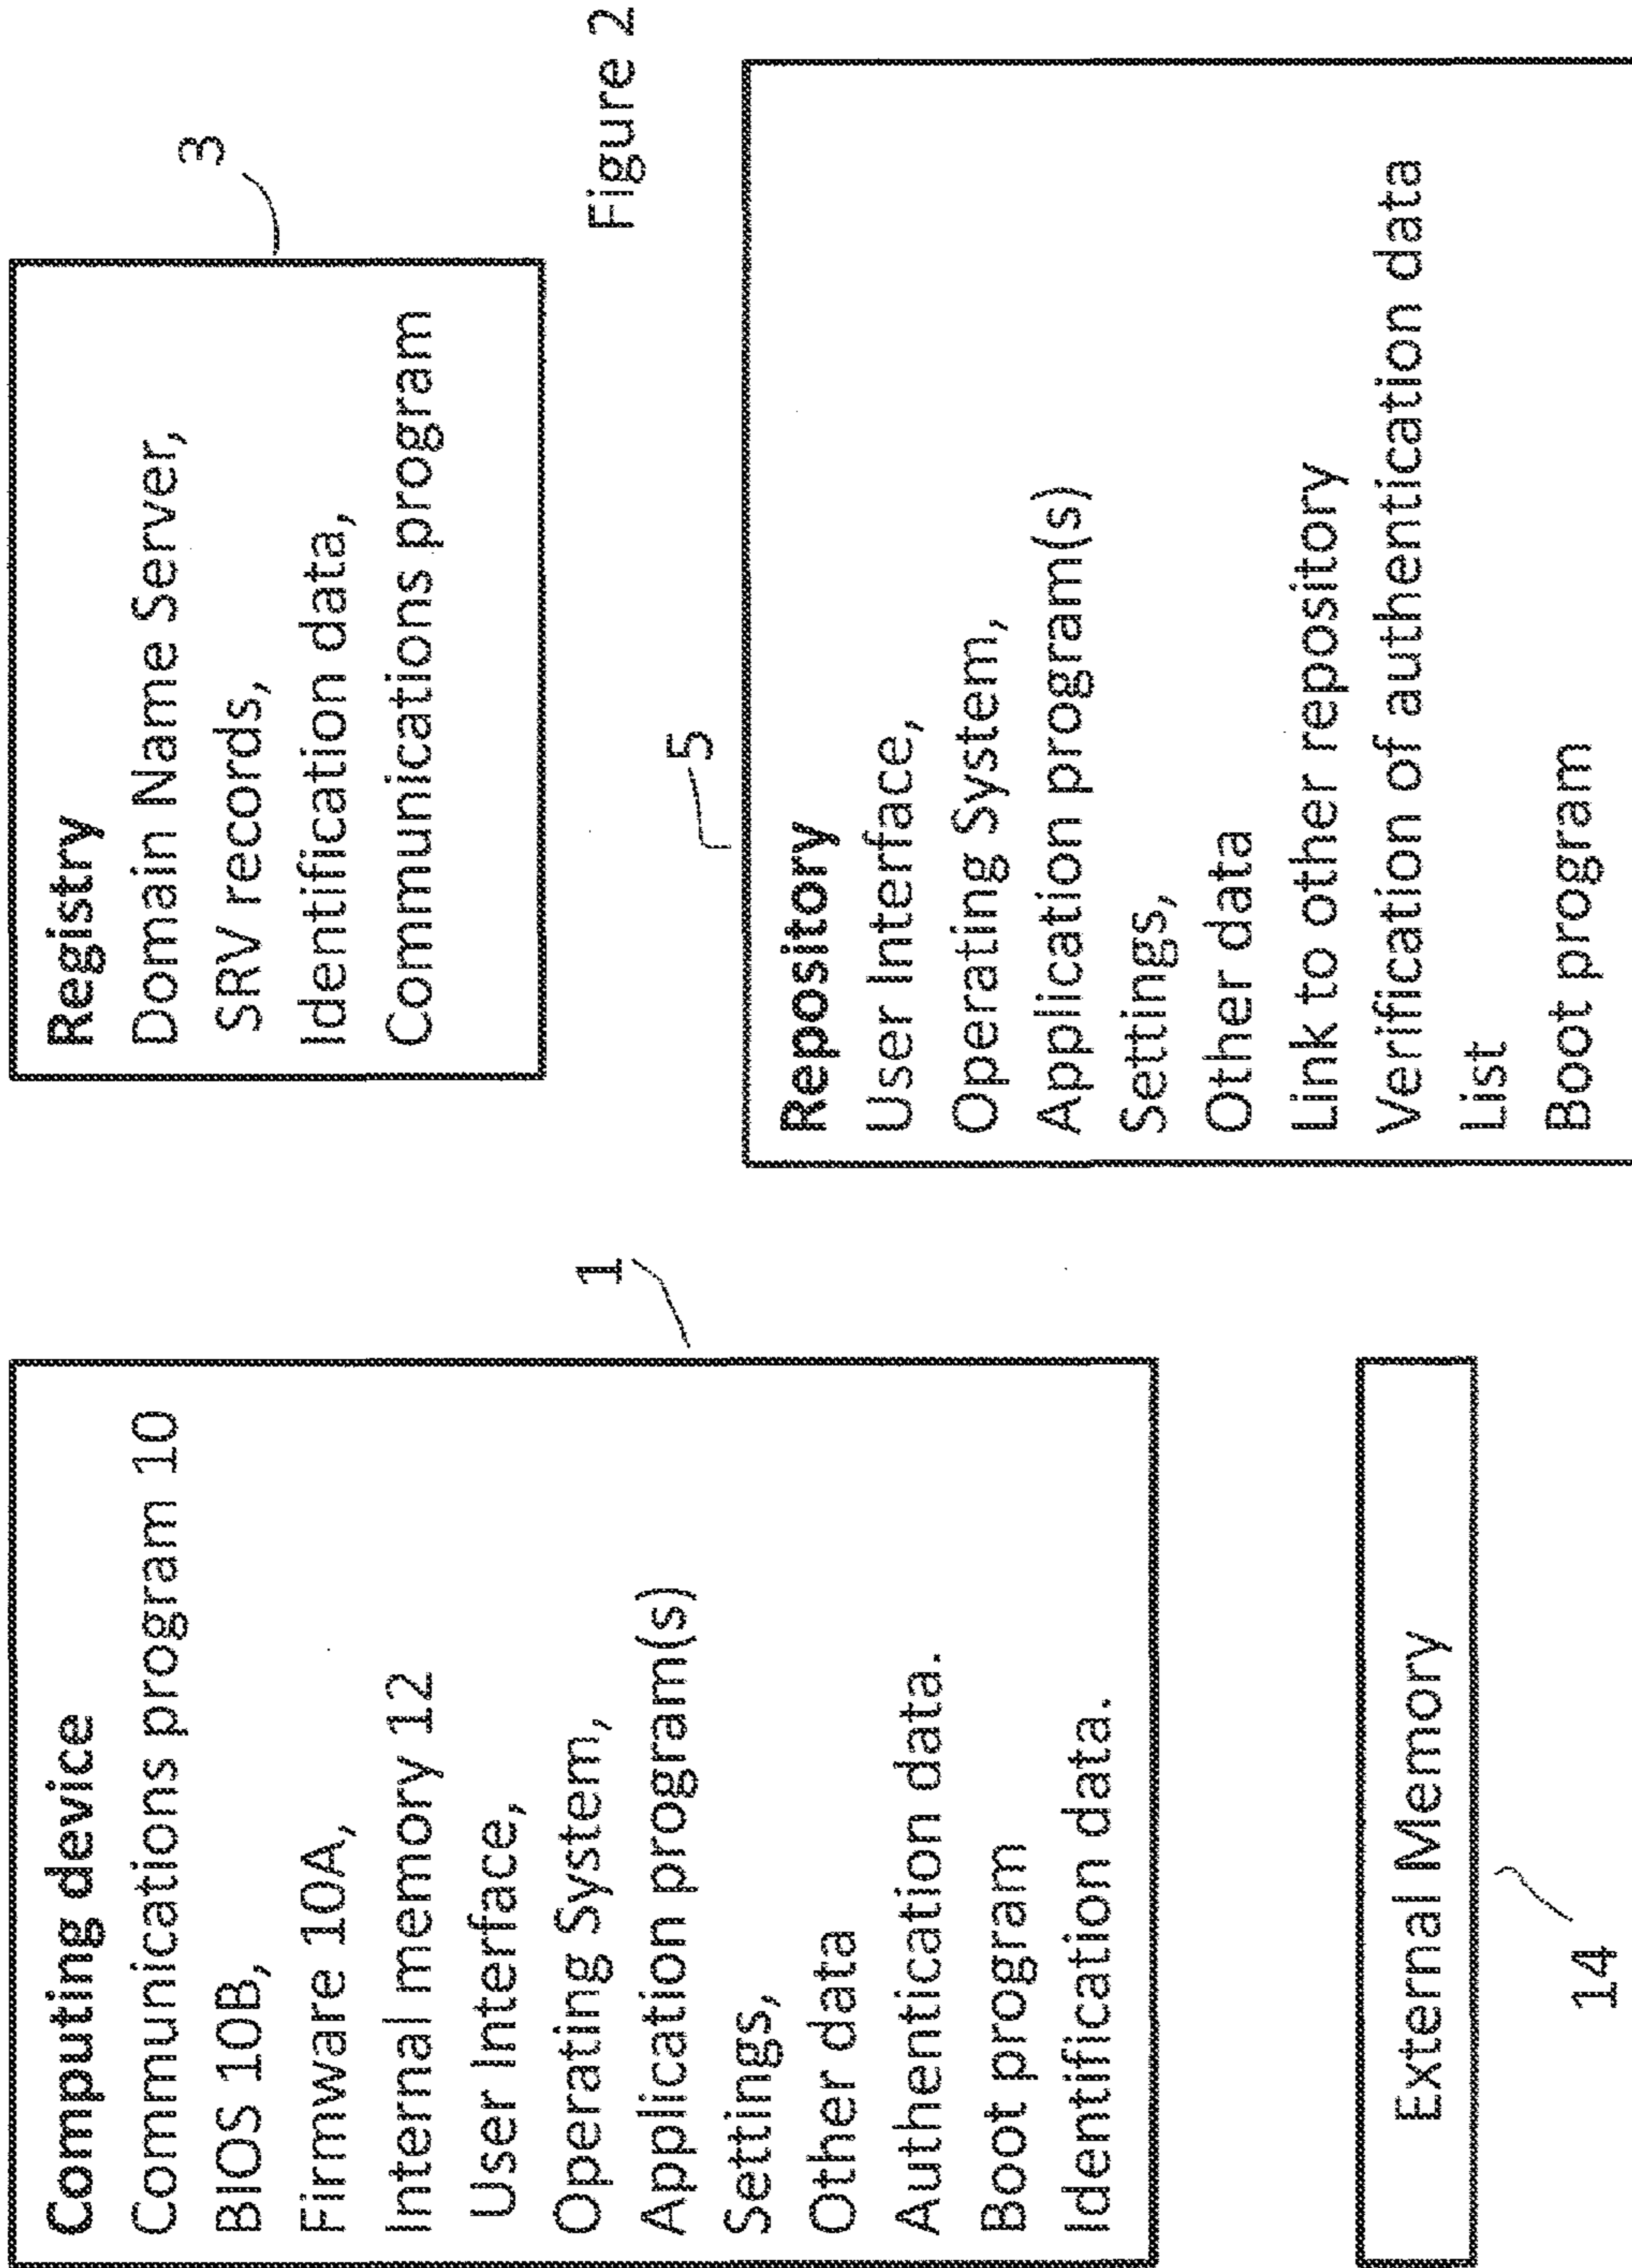 Computing device
Communications program 10
BIOS 10B,
Firmware 10A,
Internal memory 12
User Interface,
Operating System,
Application program(s)
Settings,
Other data
Authentication data.
Boot program
Identification data.
1
External Memory
14
Registry
Domain Name Server,
SRV records,
Identification data,
Communications program
3
Figure 2
5
Repository
User Interface,
Operating System,
Application program(s)
Settings,
Other data
Link to other repository
Verification of authentication data
List
Boot program